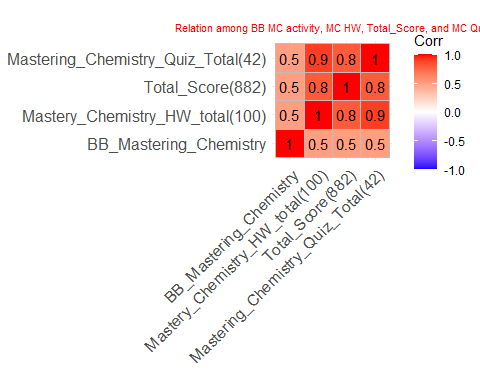 Relation among BB MC activity, MC HW, Total_Score, and MC Qu
Corr
Mastering_Chemistry_Quiz_Total(42) 0.5 0.9 0.8 1
Total_Score(882) 0.5 0.8 1 0.8
Mastery_Chemistry_HW_total(100) 0.5 1 0.8 0.9
BB_Mastering_Chemistry 1 0.5 0.5 0.5
1.0
0.5
0.0
-0.5
-1.0
BB_Mastering_Chemistry
Mastery_Chemistry_HW_total(100)
Total_Score(882)
Mastering_Chemistry_Quiz_Total(42)